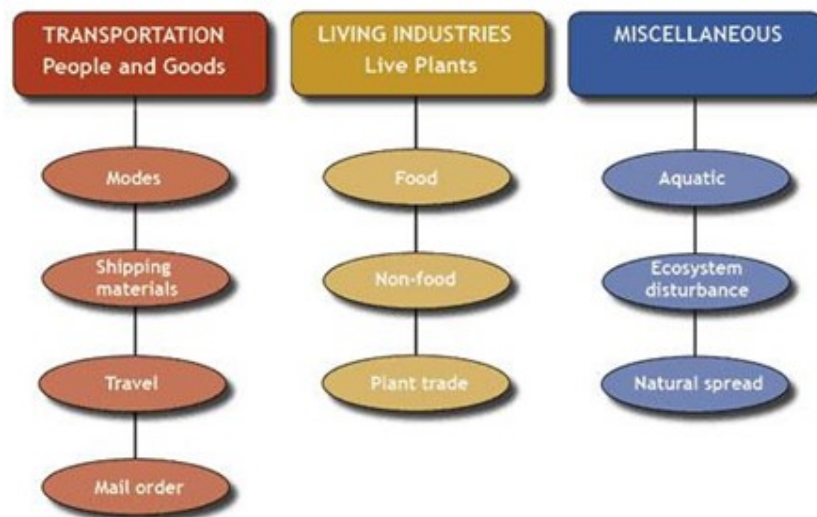 TRANSPORTATION
People and Goods
Modes
Shipping
materials
Travel
Mail order
LIVING INDUSTRIES
Live Plants
Food
Non-food
Plant trade
MISCELLANEOUS
Aquatic
Ecosystem
disturbance
Natural spread